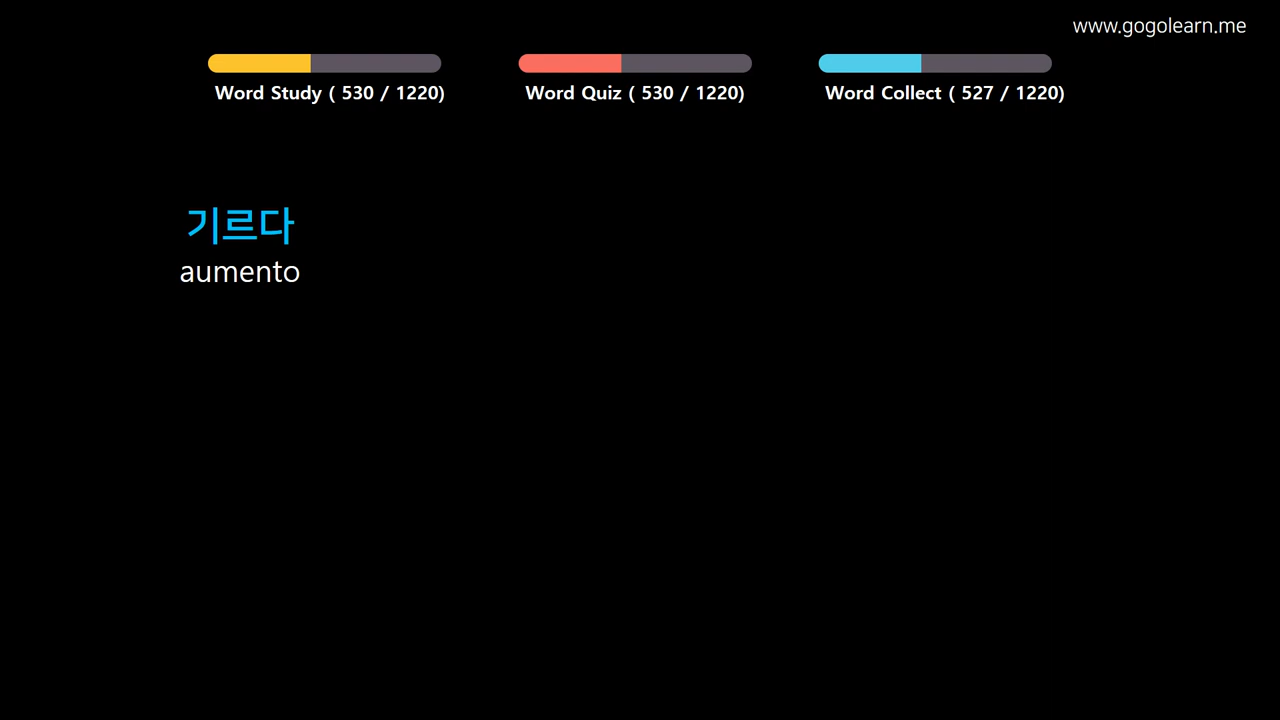 www.gogolearn.me
Word Study ( 530 / 1220)
Word Quiz ( 530 / 1220)
Word Collect ( 527 / 1220)
기르다
aumento